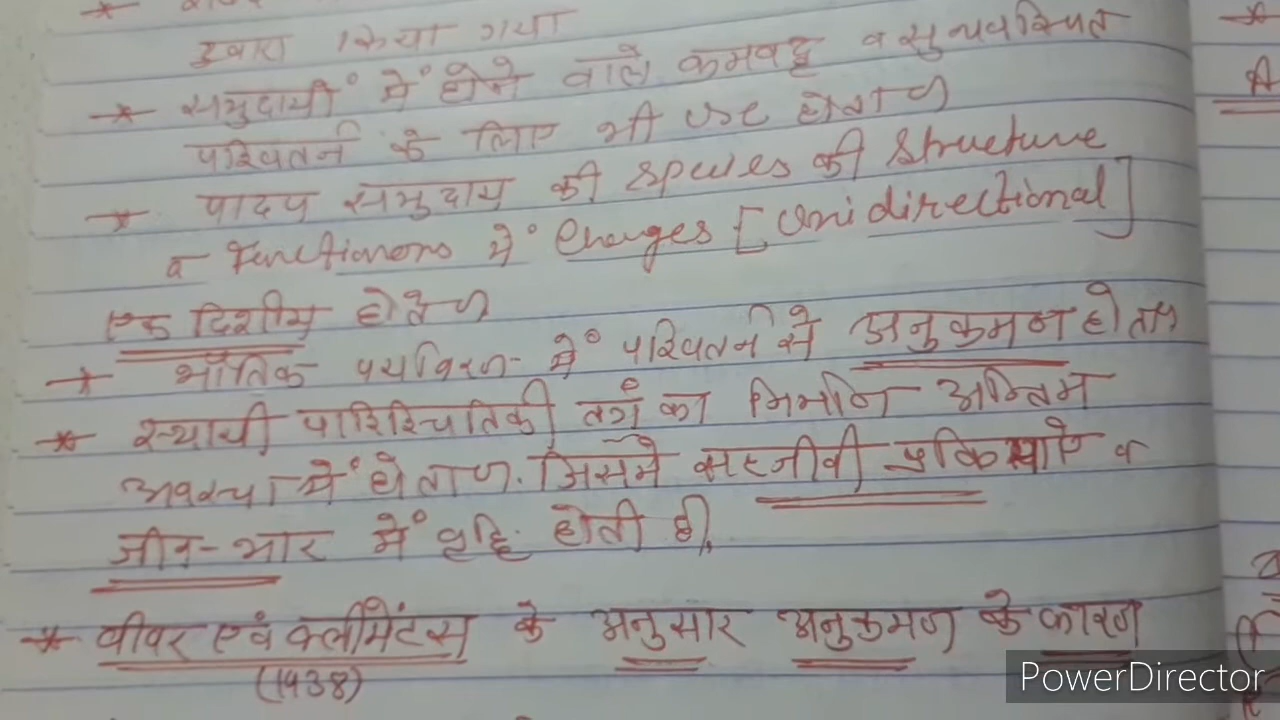 द्वारा किया गया
* समुदायों में होने वाले क्रमबद्ध व सुव्यवस्थित
परिवर्तन के लिए भी use होता है
* पादप समुदाय की species की structure
व functions में changes [Unidirectional]
एक दिशीय होते है
* भौतिक पर्यावरण में परिवर्तन से अनुक्रमण होता है
* स्थायी पारिस्थितिकी तंत्र का निर्माण अन्तिम
अवस्था में होता है. जिसमें सहजीवी प्रक्रियाऐ व
जीव-भार में वृद्धि होती है,
* वीवर एवं क्लीमेंटस के अनुसार अनुक्रमण के कारण
(1938)
PowerDirector